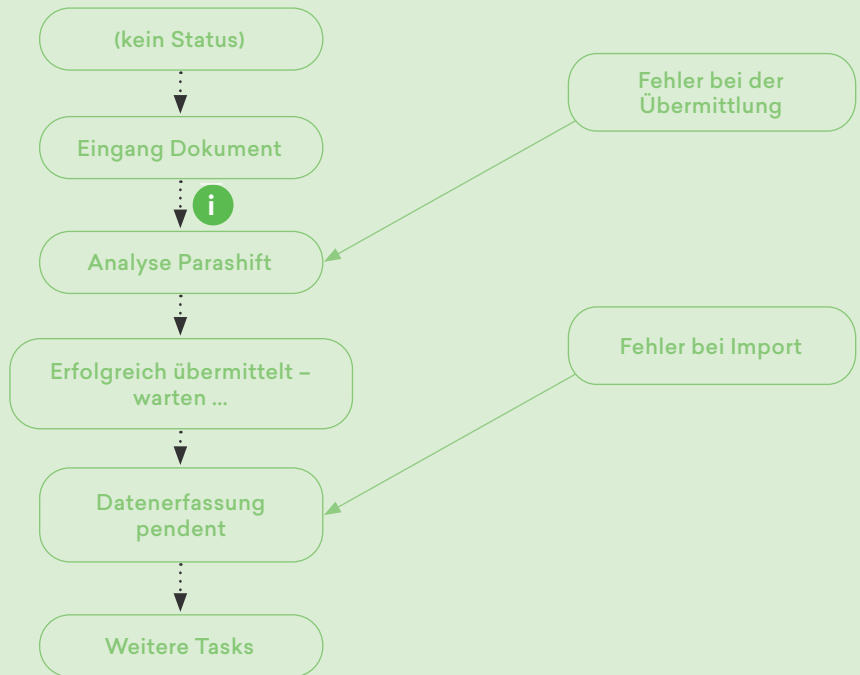 (kein Status)
Fehler bei der
Übermittlung
Eingang Dokument
i
Analyse Parashift
Fehler bei Import
Erfolgreich übermittelt –
warten ...
Datenerfassung
pendent
Weitere Tasks